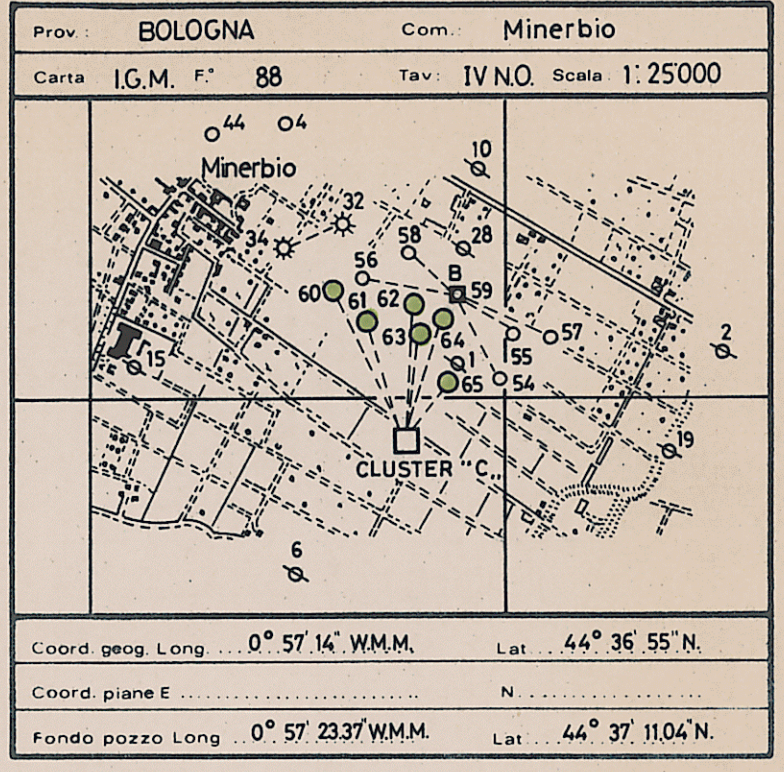 Prov.: BOLOGNA Com.: Minerbio
Carta I.G.M. F.° 88 Tav: IV N.O. Scala 1:25'000
44 4
Minerbio
10
32
34
58
28
56
B
59
60
61
62
63
64
55
57
2
1
15
65
54
CLUSTER "C„
19
6
Coord. geog. Long. ... 0° 57' 14" W.M.M. Lat .... 44° 36' 55" N.
Coord. piane E .......................... N ....................
Fondo pozzo Long ... 0° 57' 23.37" W.M.M. Lat .... 44° 37' 11.04" N.